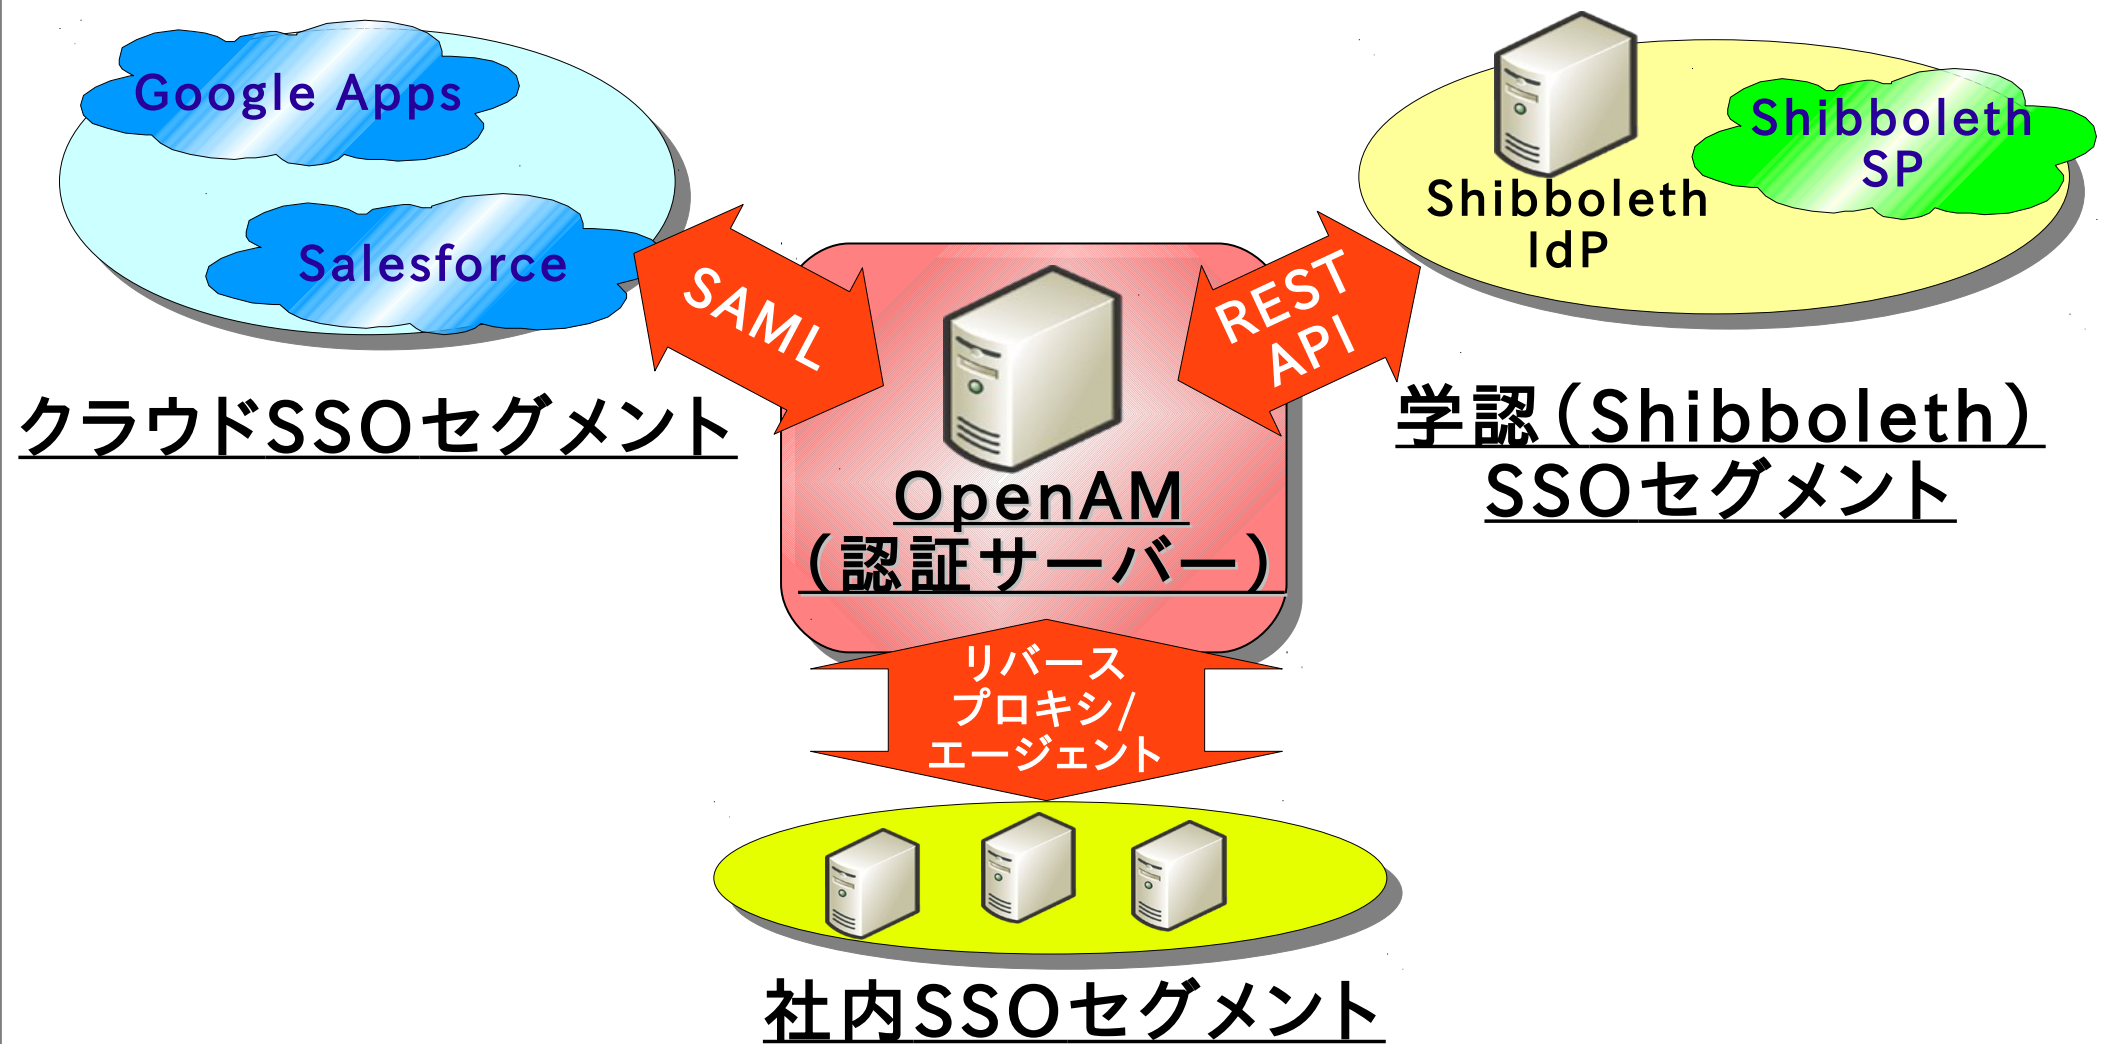 Google Apps
Salesforce
クラウドSSOセグメント
SAML
OpenAM
（認証サーバー）
REST
API
Shibboleth
IdP
Shibboleth
SP
学認（Shibboleth）
SSOセグメント
リバース
プロキシ/
エージェント
社内SSOセグメント